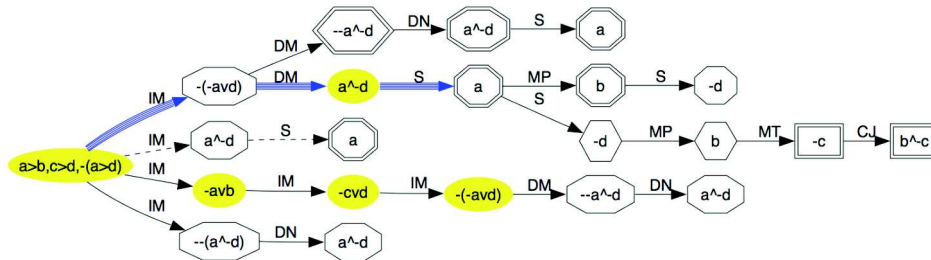 DM --a^-d DN a^-d S a
IM -(-avd) DM a^-d S a MP b S -d
S -d MP b MT -c CJ b^-c
IM a^-d S a
a>b,c>d,-(a>d)
IM -avb IM -cvd IM -(-avd) DM --a^-d DN a^-d
IM --(a^-d) DN a^-d